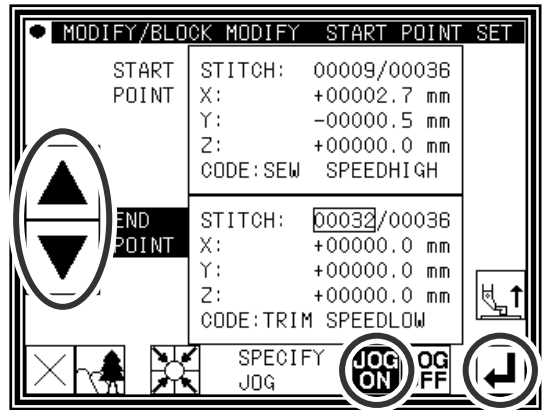 MODIFY/BLOCK MODIFY START POINT SET
START POINT
STITCH: 00009/00036
X: +00002.7 mm
Y: -00000.5 mm
Z: +00000.0 mm
CODE:SEW SPEEDHIGH
END POINT
STITCH: 00032/00036
X: +00000.0 mm
Y: +00000.0 mm
Z: +00000.0 mm
CODE:TRIM SPEEDLOW
SPECIFY JOG
JOG ON
OG FF